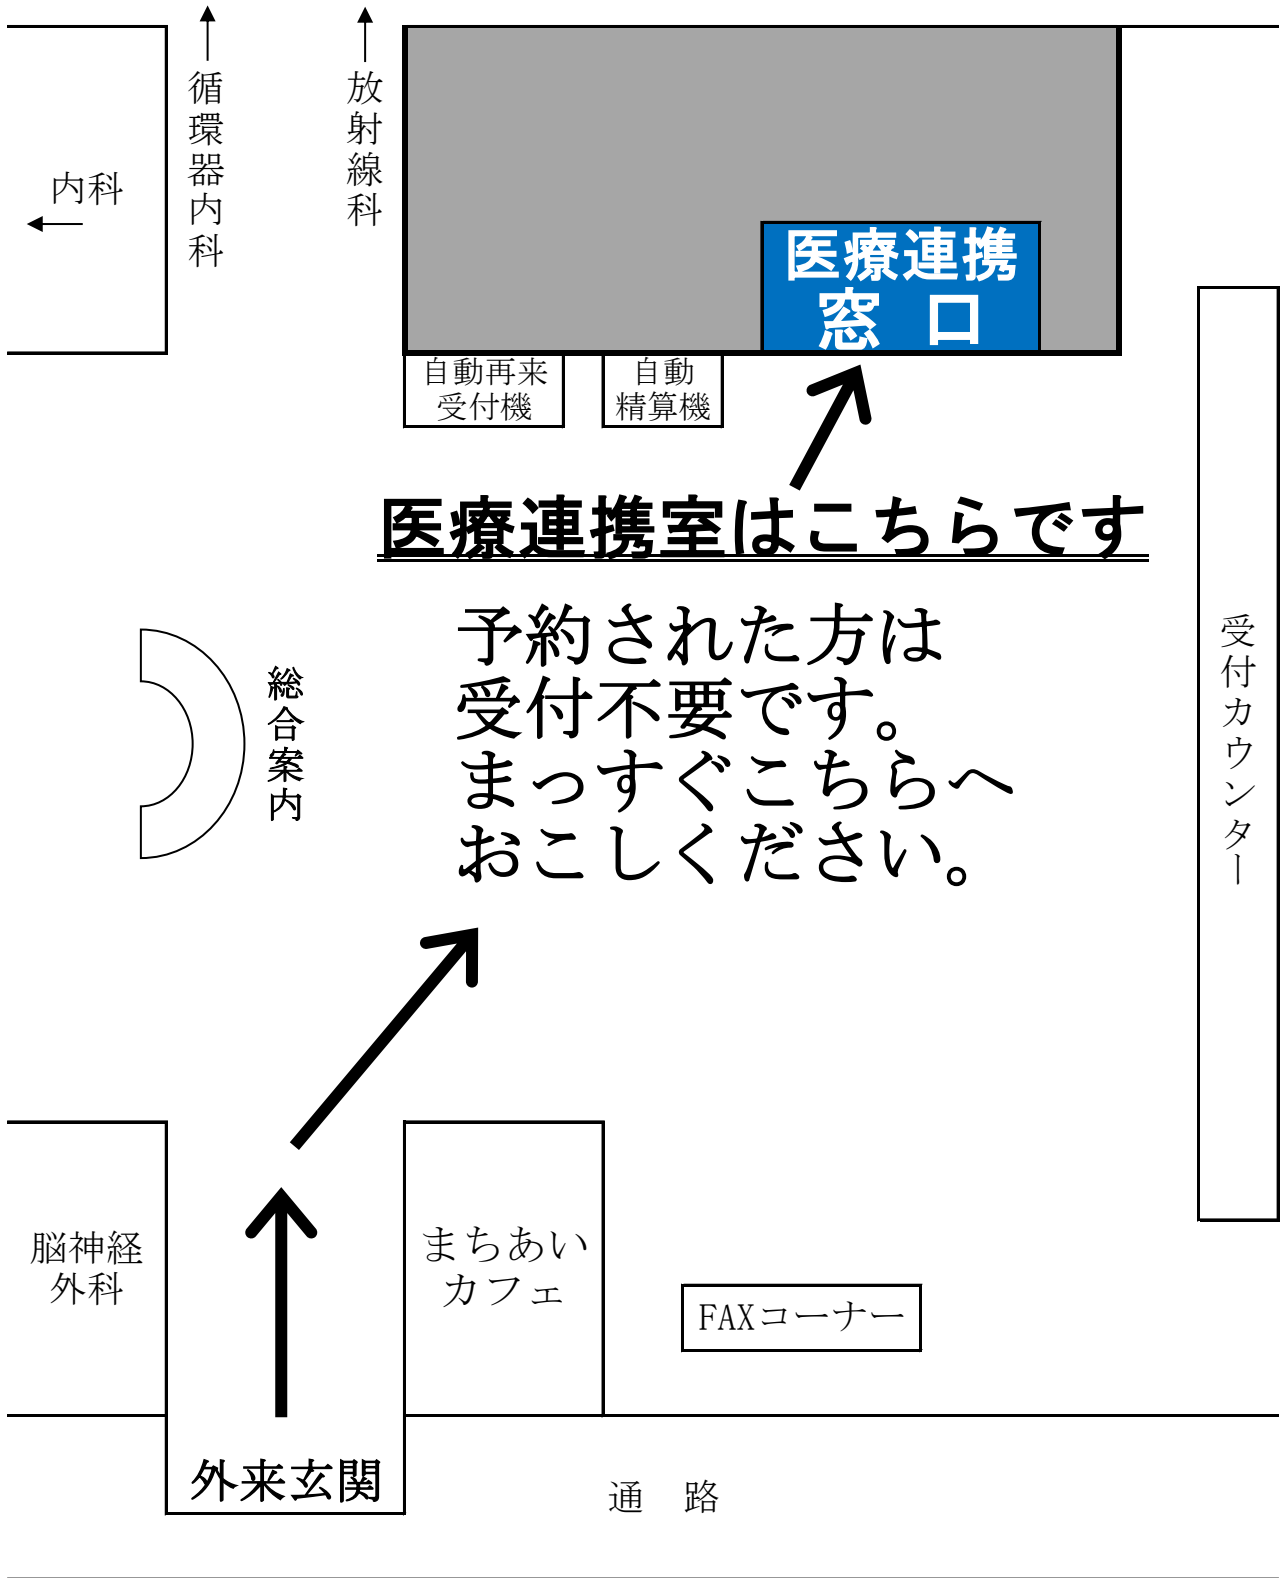 循環器内科
放射線科
内科
医療連携
窓口
自動再来
受付機
自動
精算機
医療連携室はこちらです
予約された方は
受付不要です。
まっすぐこちらへ
おこしください。
総合案内
受付カウンター
脳神経
外科
まちあい
カフェ
FAXコーナー
外来玄関
通　路